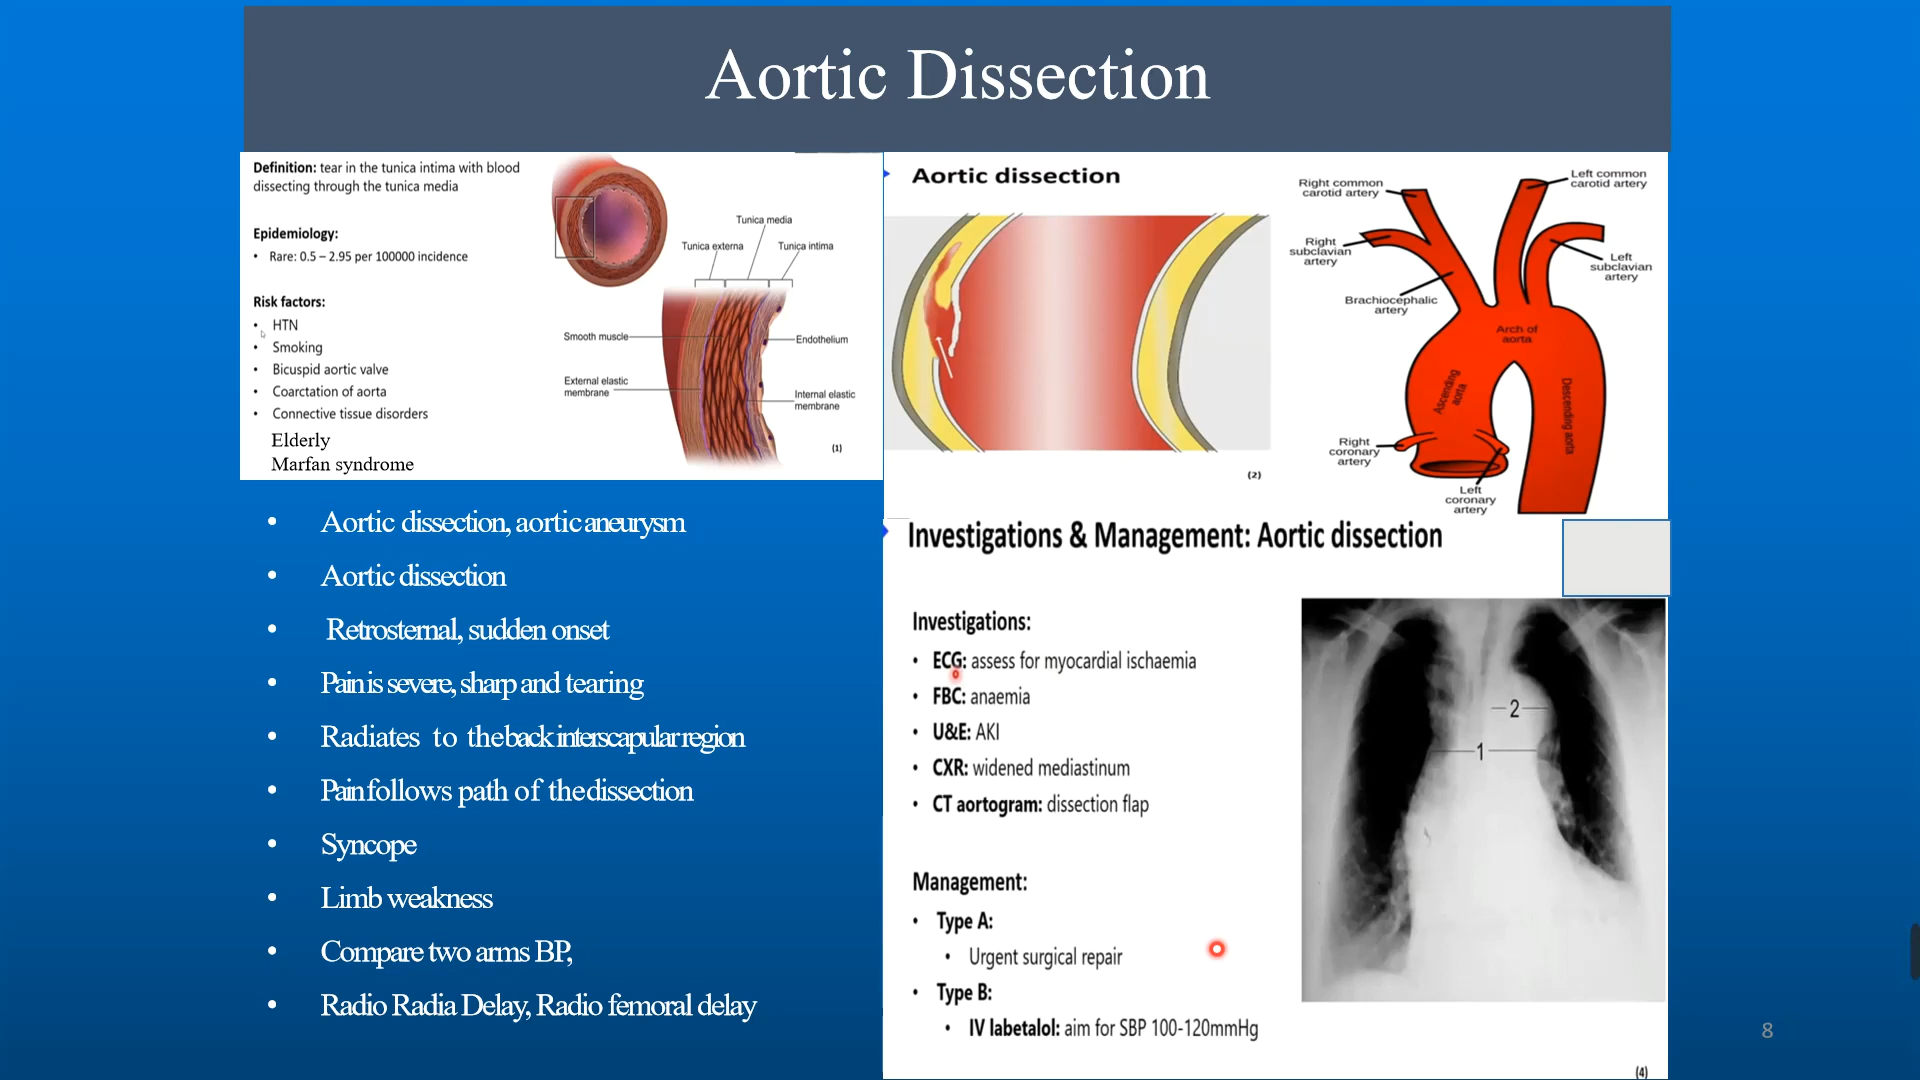 Aortic Dissection
Definition: tear in the tunica intima with blood
dissecting through the tunica media
Epidemiology:
• Rare: 0.5 – 2.95 per 100000 incidence
Risk factors:
• HTN
• Smoking
• Bicuspid aortic valve
• Coarctation of aorta
• Connective tissue disorders
Elderly
Marfan syndrome
Tunica media
Tunica externa
Tunica intima
Smooth muscle
Endothelium
External elastic
membrane
Internal elastic
membrane
(1)
Aortic dissection
(2)
Right common
carotid artery
Left common
carotid artery
Right
subclavian
artery
Left
subclavian
artery
Brachiocephalic
artery
Arch of
aorta
Ascending
aorta
Descending aorta
Right
coronary
artery
Left
coronary
artery
• Aortic dissection, aortic aneurysm
• Aortic dissection
• Retrosternal, sudden onset
• Pain is severe, sharp and tearing
• Radiates to the back interscapular region
• Pain follows path of the dissection
• Syncope
• Limb weakness
• Compare two arms BP,
• Radio Radia Delay, Radio femoral delay
Investigations & Management: Aortic dissection
Investigations:
• ECG: assess for myocardial ischaemia
• FBC: anaemia
• U&E: AKI
• CXR: widened mediastinum
• CT aortogram: dissection flap
Management:
• Type A:
• Urgent surgical repair
• Type B:
• IV labetalol: aim for SBP 100-120mmHg
2
1
(4)
8